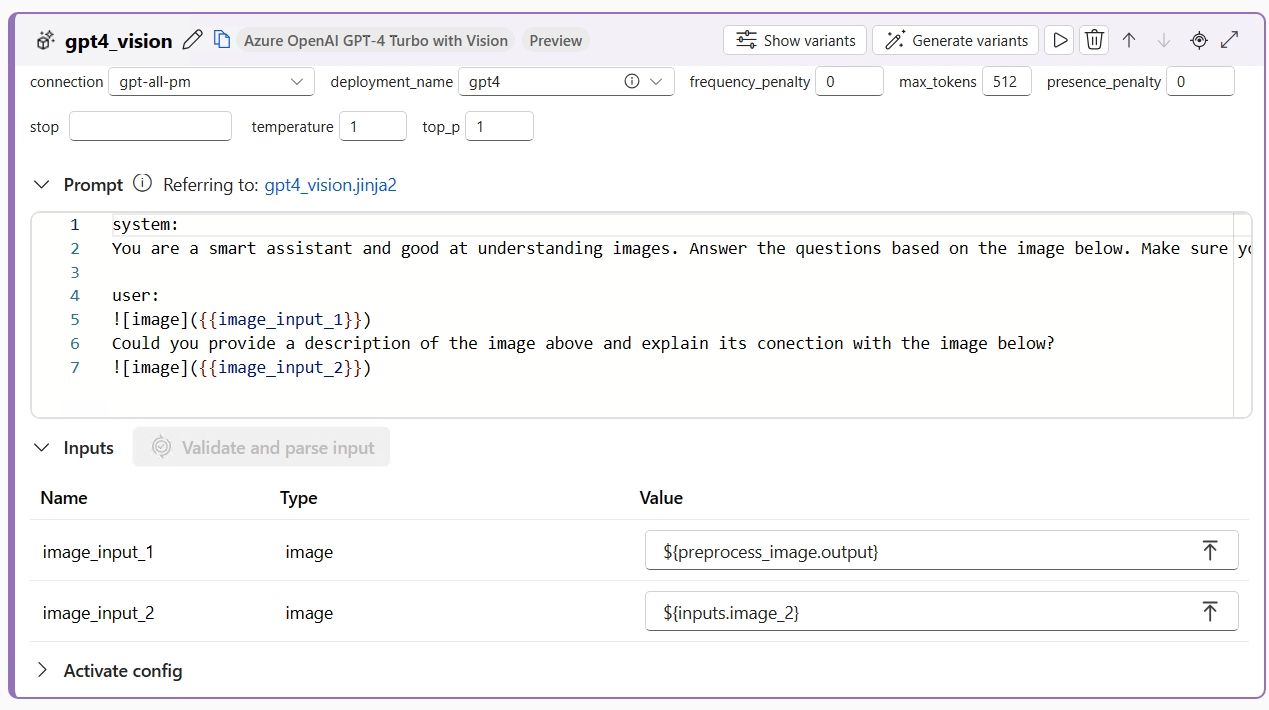 gpt4_vision Azure OpenAI GPT-4 Turbo with Vision Preview Show variants Generate variants
connection gpt-all-pm deployment_name gpt4 frequency_penalty 0 max_tokens 512 presence_penalty 0
stop temperature 1 top_p 1
Prompt Referring to: gpt4_vision.jinja2
1 system:
2 You are a smart assistant and good at understanding images. Answer the questions based on the image below. Make sure
3
4 user:
5 ![image]({{image_input_1}})
6 Could you provide a description of the image above and explain its conection with the image below?
7 ![image]({{image_input_2}})
Inputs Validate and parse input
Name Type Value
image_input_1 image ${preprocess_image.output}
image_input_2 image ${inputs.image_2}
Activate config